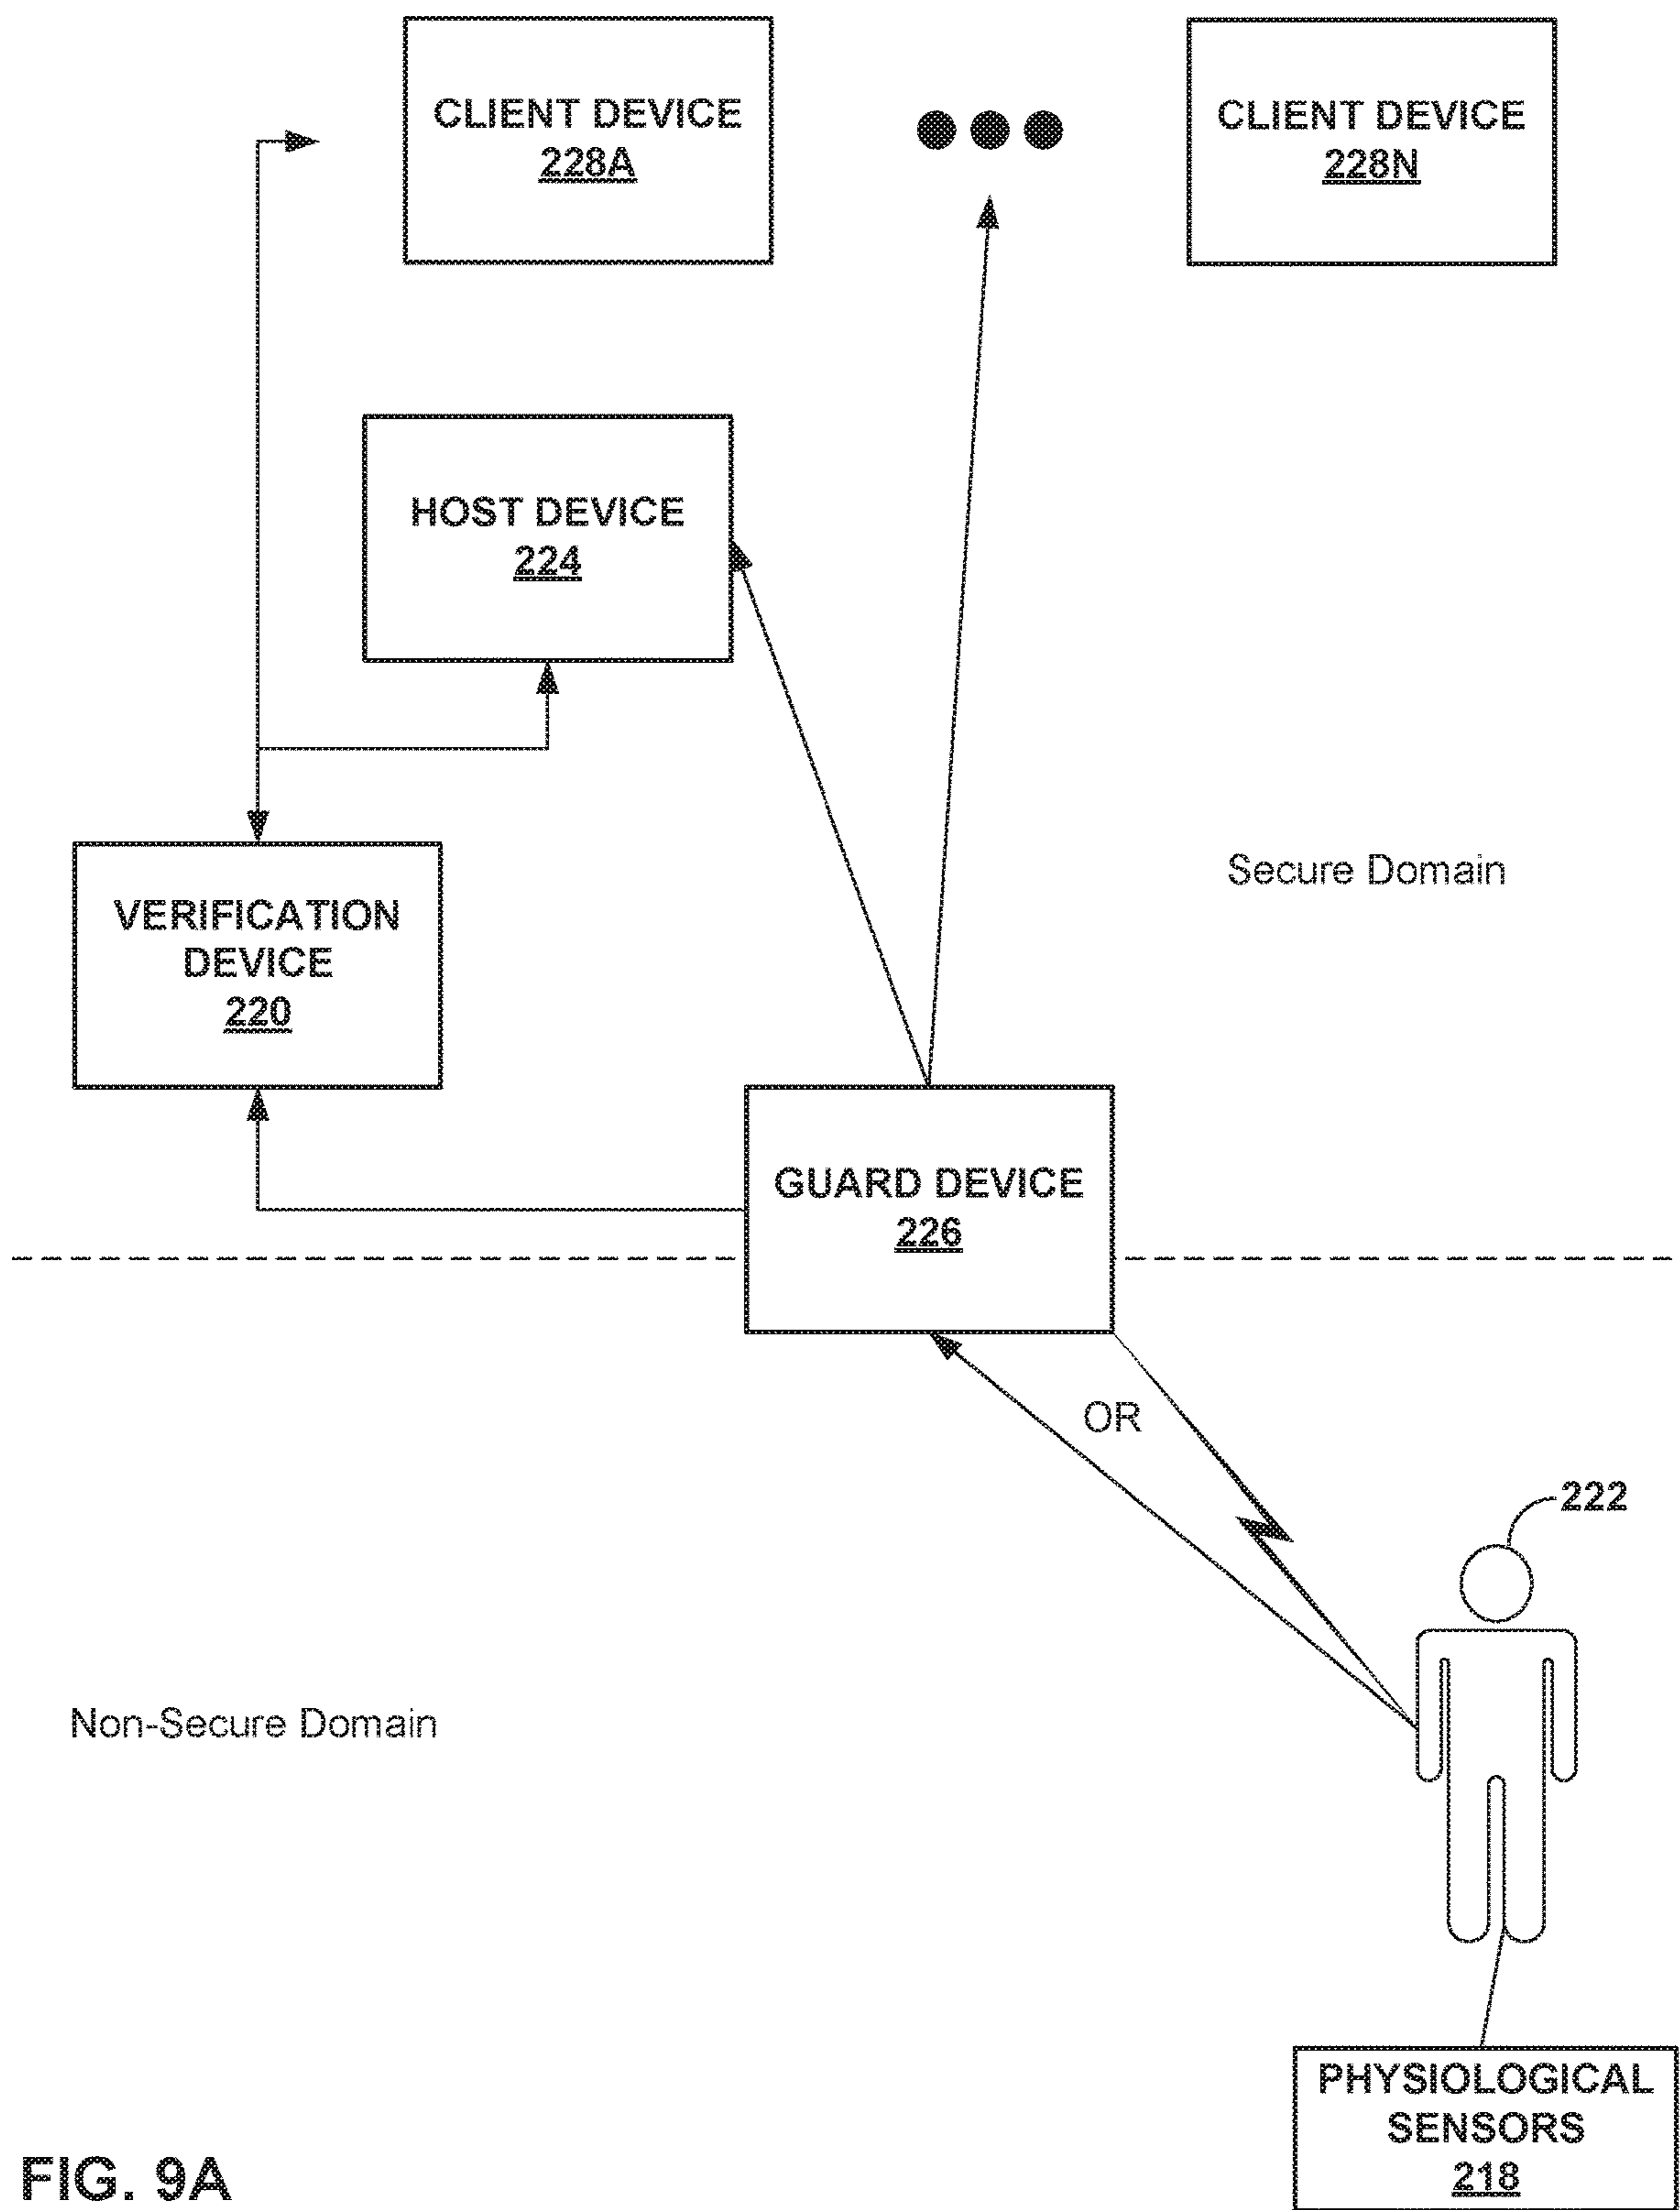 CLIENT DEVICE
228A
CLIENT DEVICE
228N
HOST DEVICE
224
VERIFICATION
DEVICE
220
Secure Domain
GUARD DEVICE
226
OR
222
Non-Secure Domain
PHYSIOLOGICAL
SENSORS
218
FIG. 9A